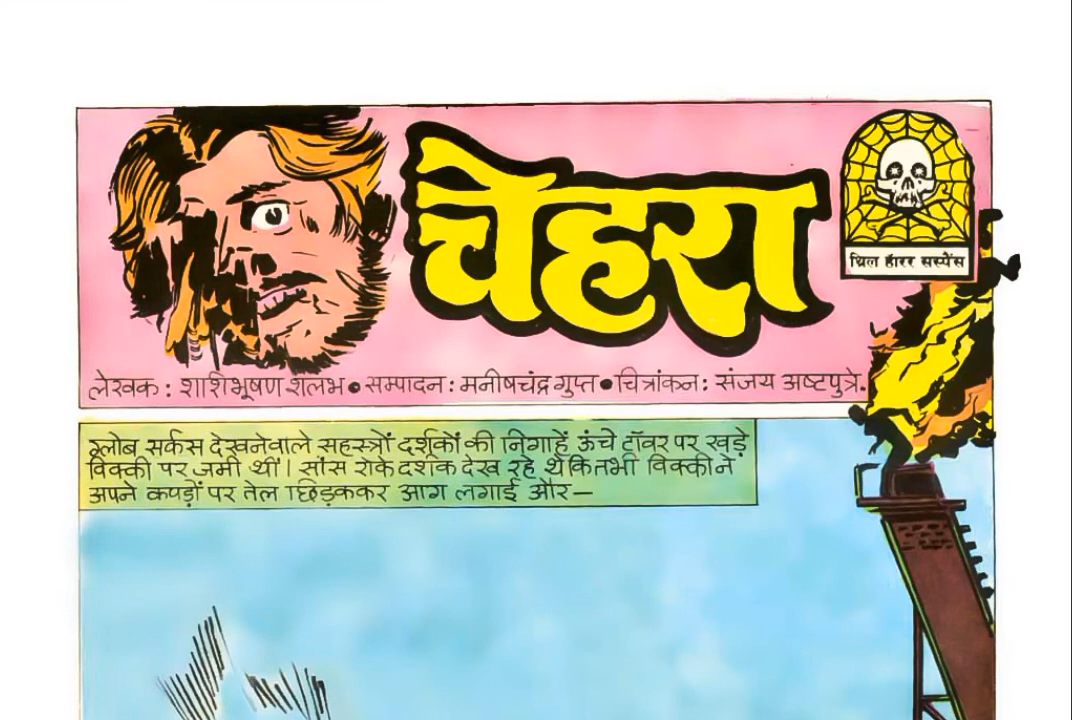 चेहरा
थ्रिल हॉरर सस्पेंस
लेखक: शशिभूषण शलभ • सम्पादन: मनीषचंद्र गुप्त • चित्रांकन: संजय अष्टपुत्रे.
ग्लोब सर्कस देखनेवाले सहस्त्रों दर्शकों की निगाहें ऊंचे टॉवर पर खड़े
विक्की पर जमी थीं। सांस रोके दर्शक देख रहे थे कि तभी विक्की ने
अपने कपड़ों पर तेल छिड़ककर आग लगाई और—